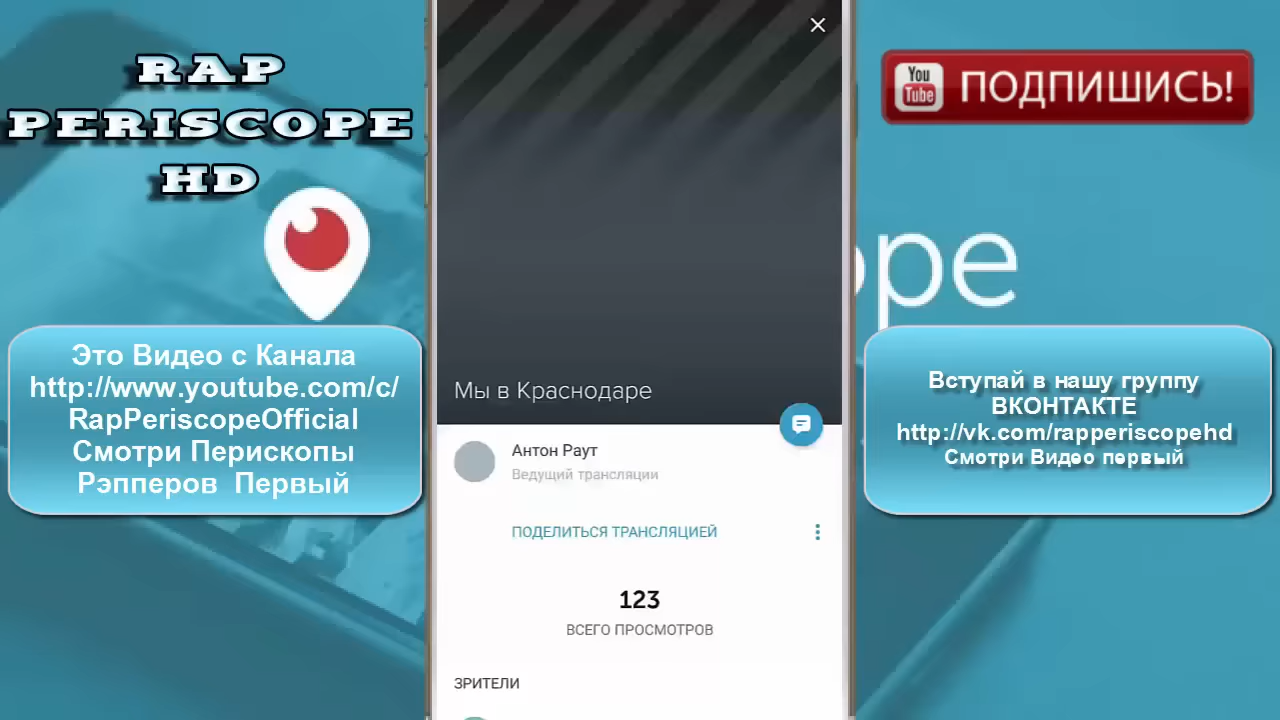 RAP
PERISCOPE
HD
Это Видео с Канала
http://www.youtube.com/c/
RapPeriscopeOfficial
Смотри Перископы
Рэпперов Первый
Мы в Краснодаре
Антон Раут
Ведущий трансляции
ПОДЕЛИТЬСЯ ТРАНСЛЯЦИЕЙ
123
ВСЕГО ПРОСМОТРОВ
ЗРИТЕЛИ
You
Tube
ПОДПИШИСЬ!
ope
Вступай в нашу группу
ВКОНТАКТЕ
http://vk.com/rapperiscopehd
Смотри Видео первый